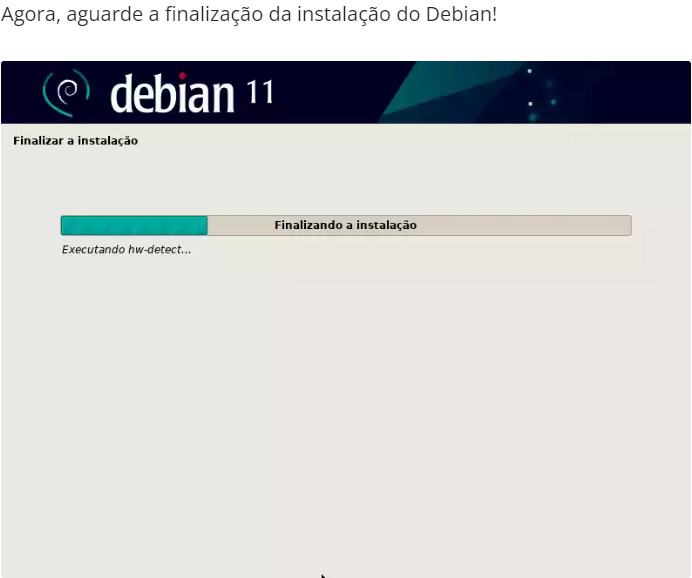 Agora, aguarde a finalização da instalação do Debian!
debian 11
Finalizar a instalação
Finalizando a instalação
Executando hw-detect...